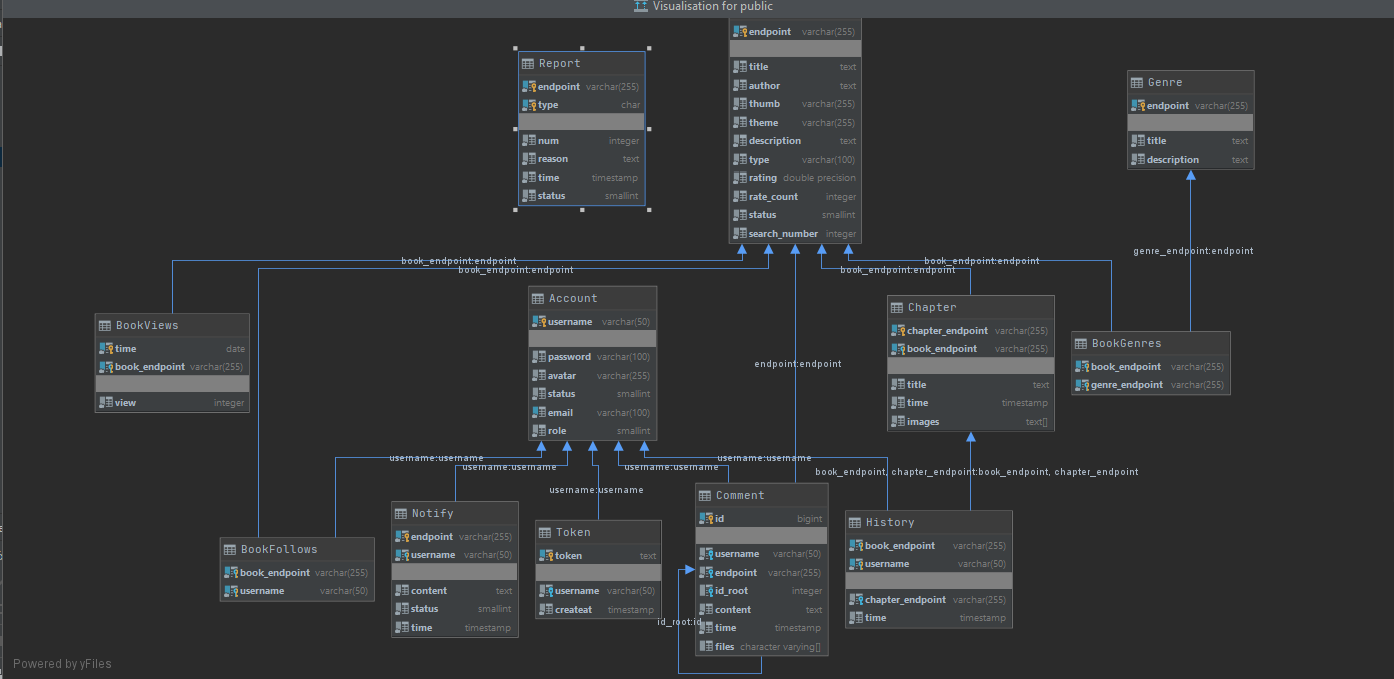 Visualisation for public
endpoint varchar(255)
title text
author text
thumb varchar(255)
theme varchar(255)
description text
type varchar(100)
rating double precision
rate_count integer
status smallint
search_number integer
Report
endpoint varchar(255)
type char
num integer
reason text
time timestamp
status smallint
Genre
endpoint varchar(255)
title text
description text
book_endpoint:endpoint
book_endpoint:endpoint
book_endpoint:endpoint
book_endpoint:endpoint
genre_endpoint:endpoint
endpoint:endpoint
BookViews
time date
book_endpoint varchar(255)
view integer
Account
username varchar(50)
password varchar(100)
avatar varchar(255)
status smallint
email varchar(100)
role smallint
Chapter
chapter_endpoint varchar(255)
book_endpoint varchar(255)
title text
time timestamp
images text[]
BookGenres
book_endpoint varchar(255)
genre_endpoint varchar(255)
username:username
username:username
username:username
username:username
username:username
book_endpoint, chapter_endpoint:book_endpoint, chapter_endpoint
BookFollows
book_endpoint varchar(255)
username varchar(50)
Notify
endpoint varchar(255)
username varchar(50)
content text
status smallint
time timestamp
Token
token text
username varchar(50)
createat timestamp
Comment
id bigint
username varchar(50)
endpoint varchar(255)
id_root integer
content text
time timestamp
files character varying[]
id_root:id
History
book_endpoint varchar(255)
username varchar(50)
chapter_endpoint varchar(255)
time timestamp
Powered by yFiles